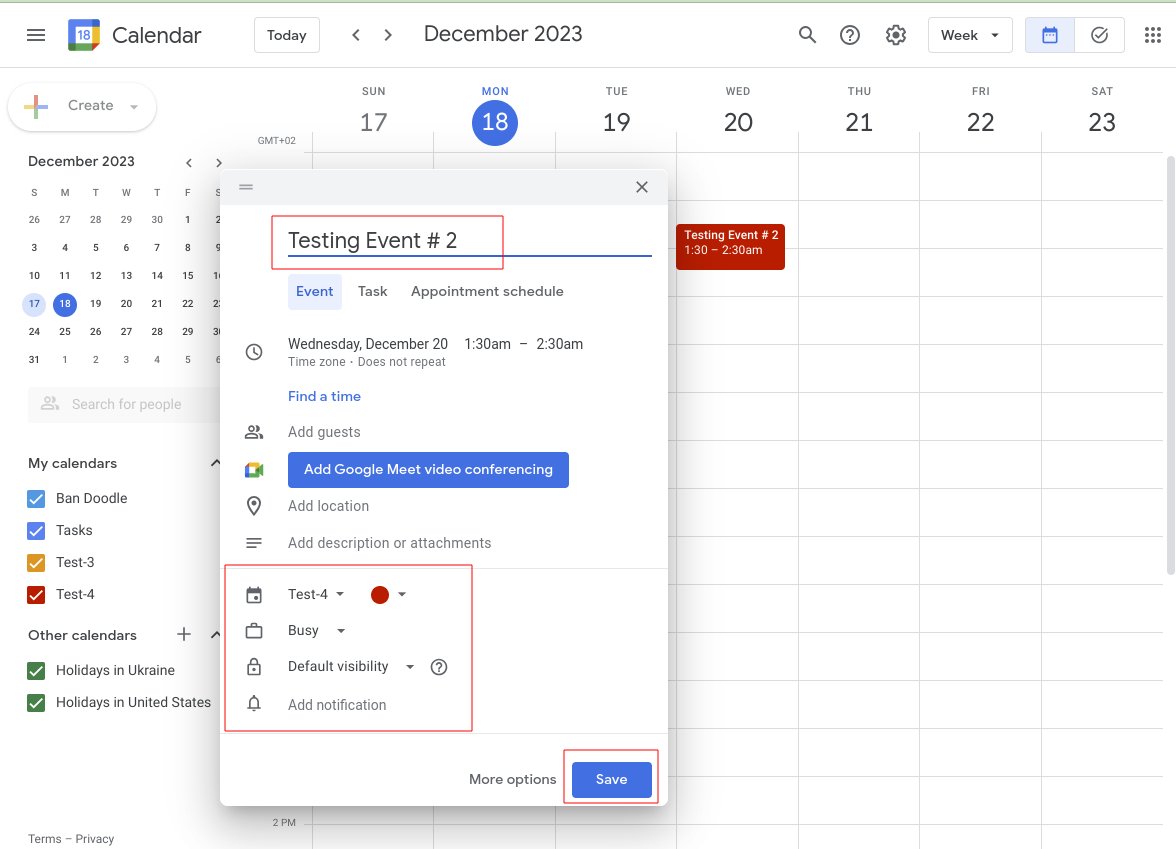 18 Calendar
Today
December 2023
Week
Create
SUN MON TUE WED THU FRI SAT
17 18 19 20 21 22 23
GMT+02
December 2023
S M T W T F S
26 27 28 29 30 1 2
3 4 5 6 7 8 9
10 11 12 13 14 15
17 18 19 20 21 22
24 25 26 27 28 29
31 1 2 3 4 5 6
Search for people
My calendars
Ban Doodle
Tasks
Test-3
Test-4
Other calendars
Holidays in Ukraine
Holidays in United States
Terms – Privacy
Testing Event # 2
Event Task Appointment schedule
Wednesday, December 20 1:30am – 2:30am
Time zone · Does not repeat
Find a time
Add guests
Add Google Meet video conferencing
Add location
Add description or attachments
Test-4
Busy
Default visibility
Add notification
More options Save
Testing Event # 2
1:30 – 2:30am
2 PM